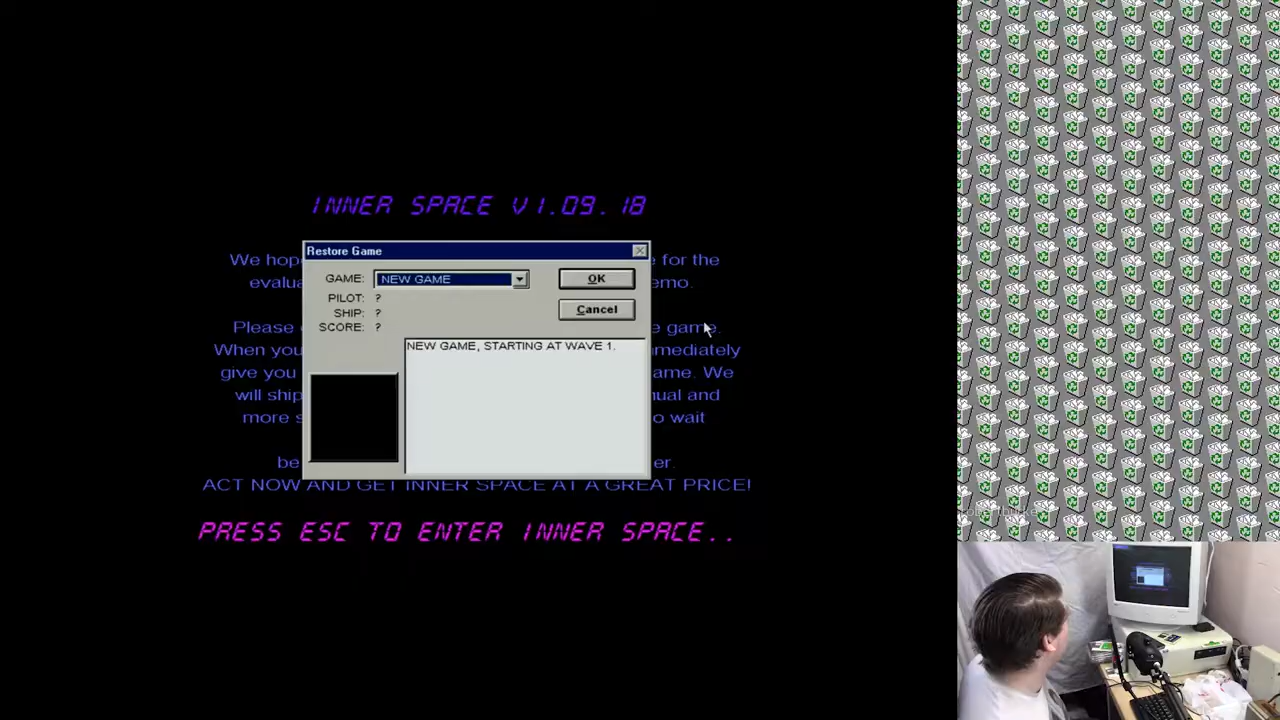 INNER SPACE V1.09.18
We hop e for the
evalua emo.
Please e game.
When you mmediately
give you ame. We
will ship ual and
more s o wait
be er.
ACT NOW AND GET INNER SPACE AT A GREAT PRICE!
PRESS ESC TO ENTER INNER SPACE..
Restore Game
GAME: NEW GAME
PILOT: ?
SHIP: ?
SCORE: ?
OK
Cancel
NEW GAME, STARTING AT WAVE 1.